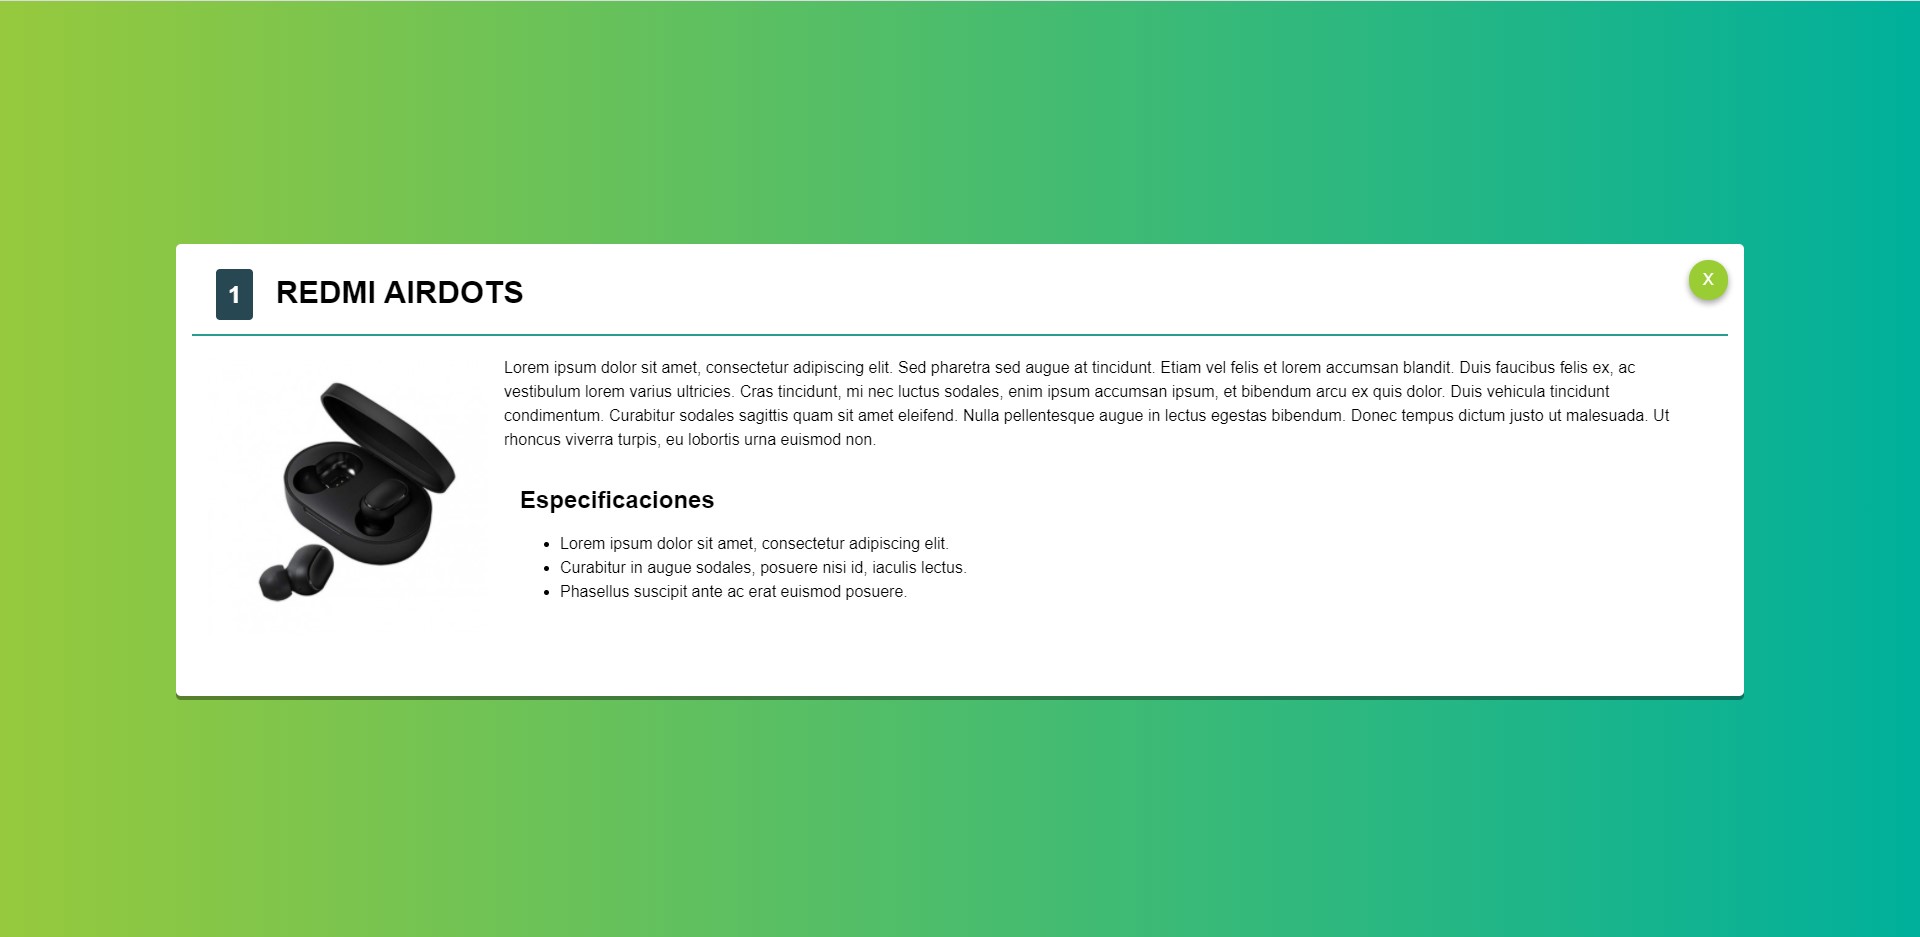 1 REDMI AIRDOTS X
Lorem ipsum dolor sit amet, consectetur adipiscing elit. Sed pharetra sed augue at tincidunt. Etiam vel felis et lorem accumsan blandit. Duis faucibus felis ex, ac
vestibulum lorem varius ultricies. Cras tincidunt, mi nec luctus sodales, enim ipsum accumsan ipsum, et bibendum arcu ex quis dolor. Duis vehicula tincidunt
condimentum. Curabitur sodales sagittis quam sit amet eleifend. Nulla pellentesque augue in lectus egestas bibendum. Donec tempus dictum justo ut malesuada. Ut
rhoncus viverra turpis, eu lobortis urna euismod non.
Especificaciones
• Lorem ipsum dolor sit amet, consectetur adipiscing elit.
• Curabitur in augue sodales, posuere nisi id, iaculis lectus.
• Phasellus suscipit ante ac erat euismod posuere.